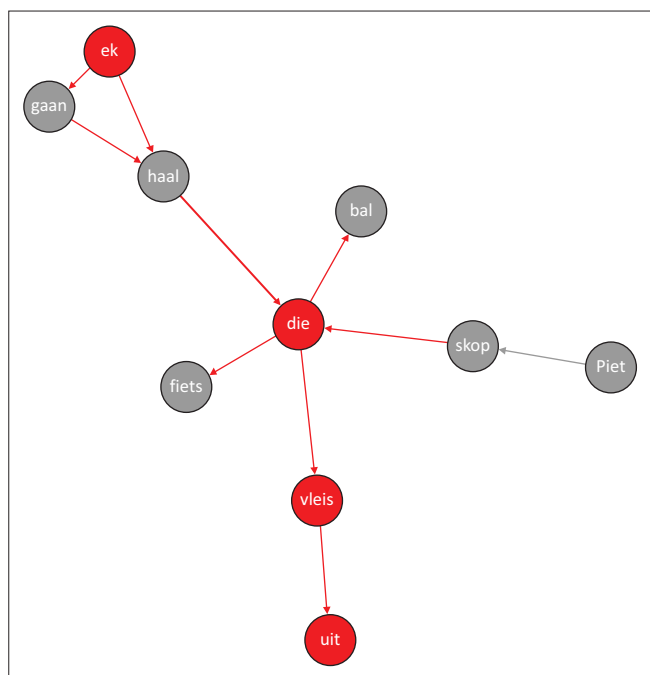 ek
gaan
haal
bal
die
skop
Piet
fiets
vleis
uit